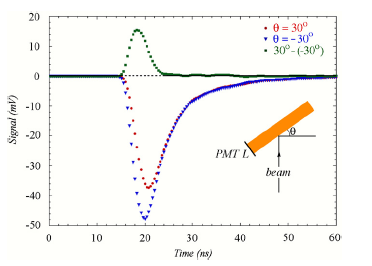 20
10
0
-10
-20
-30
-40
-50
Signal (mV)
θ = 30°
θ = -30°
30° - (-30°)
θ
PMT L
beam
0 10 20 30 40 50 60
Time (ns)